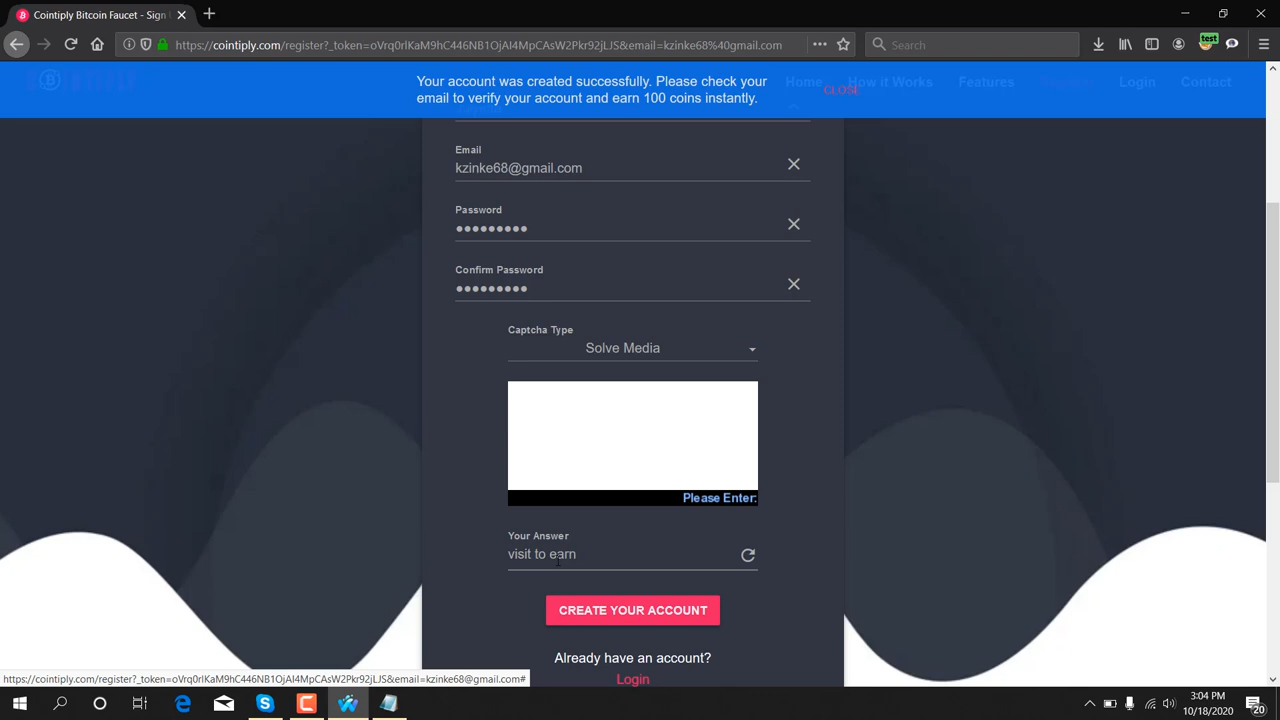 Cointiply Bitcoin Faucet - Sign
https://cointiply.com/register?_token=oVrq0rlKaM9hC446NB1OjAI4MpCAsW2Pkr92jLJS&email=kzinke68%40gmail.com
Search
test
Your account was created successfully. Please check your
email to verify your account and earn 100 coins instantly.
CLOSE
Home
How it Works
Features
Login
Contact
Email
kzinke68@gmail.com
Password
Confirm Password
Captcha Type
Solve Media
Please Enter:
Your Answer
visit to earn
CREATE YOUR ACCOUNT
Already have an account?
Login
https://cointiply.com/register?_token=oVrq0rlKaM9hC446NB1OjAI4MpCAsW2Pkr92jLJS&email=kzinke68@gmail.com#
3:04 PM
10/18/2020
20